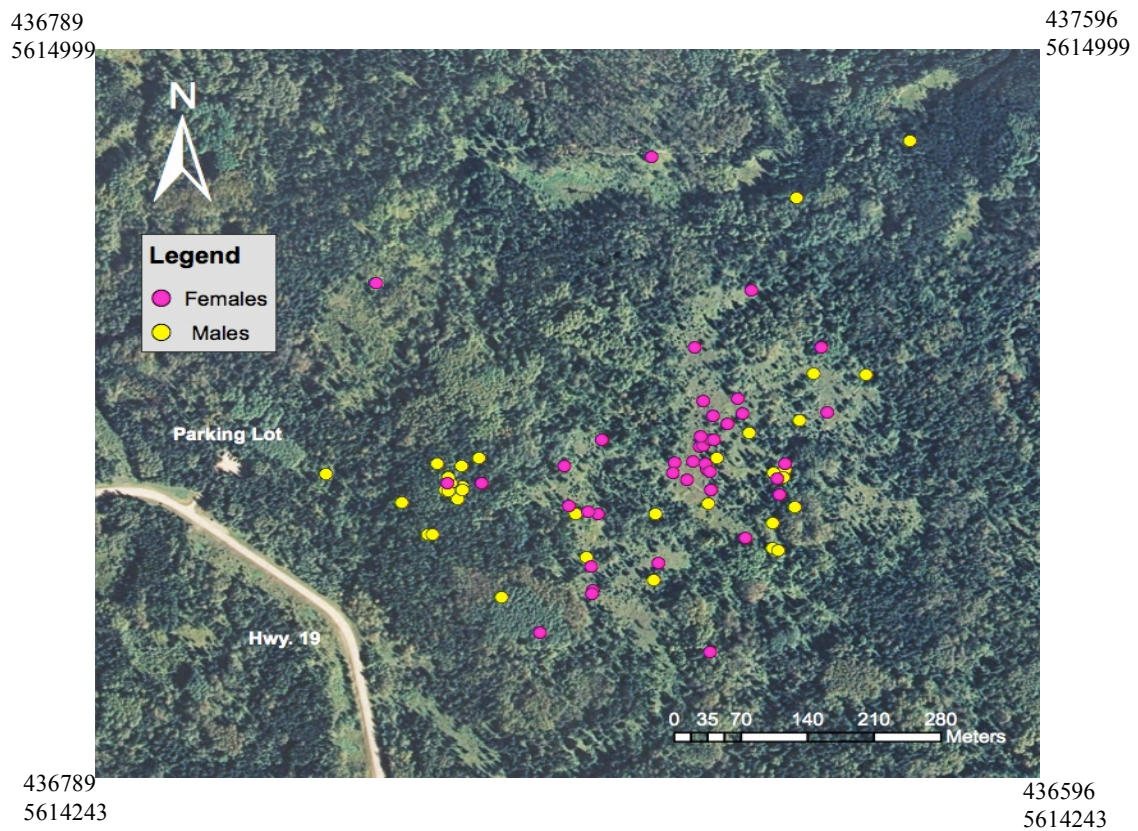 436789
5614999
437596
5614999
N
Legend
Females
Males
Parking Lot
Hwy. 19
0 35 70 140 210 280
Meters
436789
5614243
436596
5614243